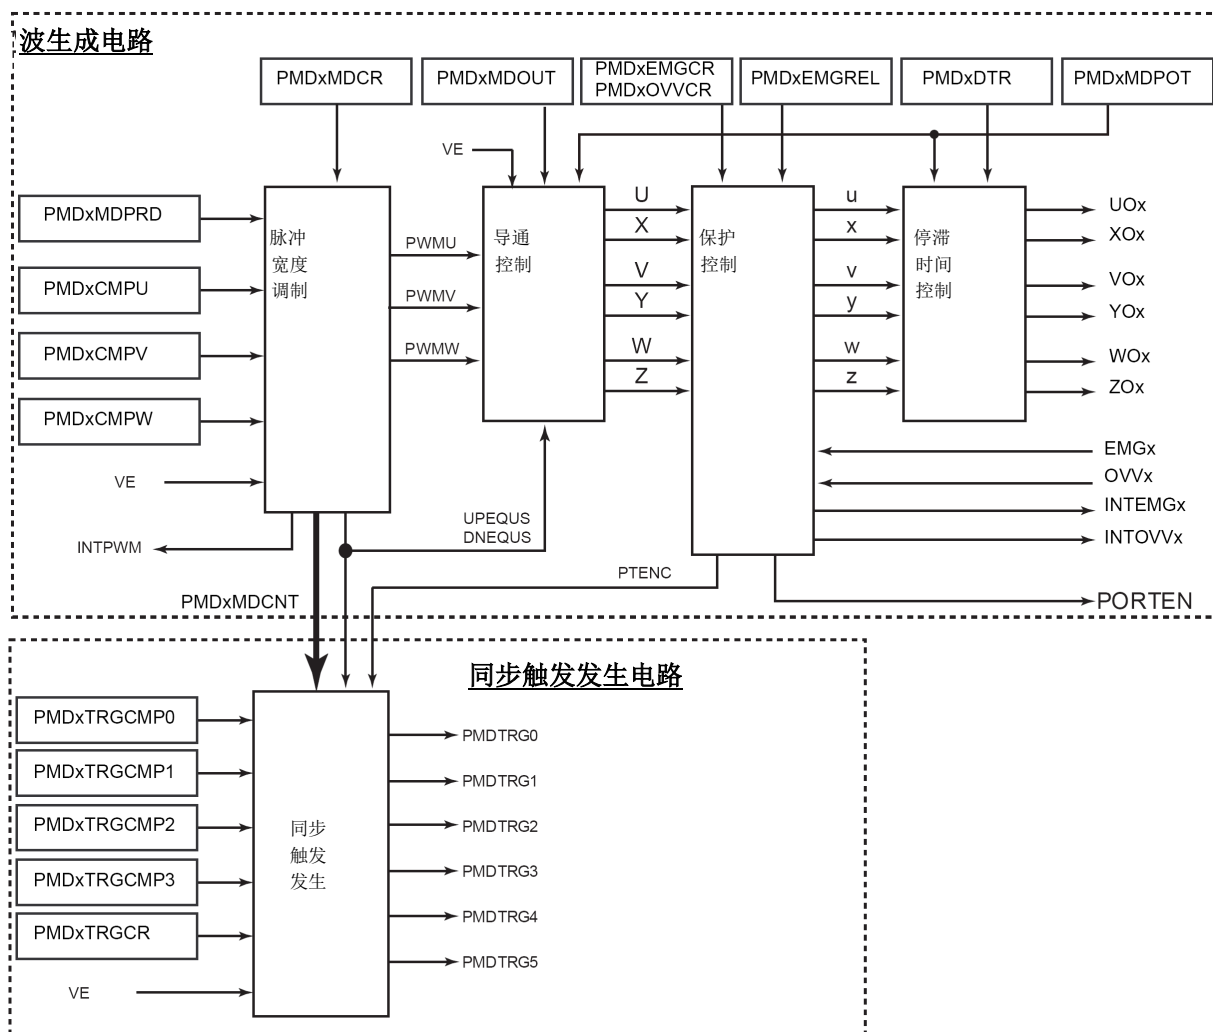 波生成电路
PMDxMDCR
PMDxMDOUT
PMDxEMGCR
PMDxOVVCR
PMDxEMGREL
PMDxDTR
PMDxMDPOT
VE
PMDxMDPRD
PMDxCMPU
PMDxCMPV
PMDxCMPW
VE
脉冲
宽度
调制
PWMU
PWMV
PWMW
导通
控制
U
X
V
Y
W
Z
保护
控制
u
x
v
y
w
z
停滞
时间
控制
UOx
XOx
VOx
YOx
WOx
ZOx
EMGx
OVVx
INTEMGx
INTOVVx
INTPWM
UPEQUS
DNEQUS
PTENC
PMDxMDCNT
PORTEN
同步触发发生电路
PMDxTRGCMP0
PMDxTRGCMP1
PMDxTRGCMP2
PMDxTRGCMP3
PMDxTRGCR
VE
同步
触发
发生
PMDTRG0
PMDTRG1
PMDTRG2
PMDTRG3
PMDTRG4
PMDTRG5